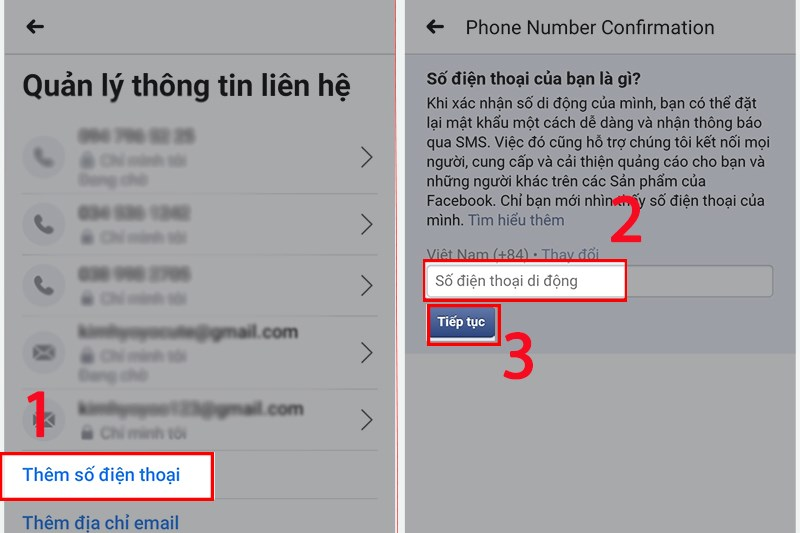 Quản lý thông tin liên hệ
Chỉ mình tôi
Đang chờ
Chỉ mình tôi
Chỉ mình tôi
@gmail.com
Chỉ mình tôi
Đang chờ
@gmail.com
Chỉ mình tôi
1
Thêm số điện thoại
Thêm địa chỉ email
Phone Number Confirmation
Số điện thoại của bạn là gì?
Khi xác nhận số di động của mình, bạn có thể đặt
lại mật khẩu một cách dễ dàng và nhận thông báo
qua SMS. Việc đó cũng hỗ trợ chúng tôi kết nối mọi
người, cung cấp và cải thiện quảng cáo cho bạn và
những người khác trên các Sản phẩm của
Facebook. Chỉ bạn mới nhìn thấy số điện thoại của
mình. Tìm hiểu thêm
2
Việt Nam (+84) • Thay đổi
Số điện thoại di động
Tiếp tục
3